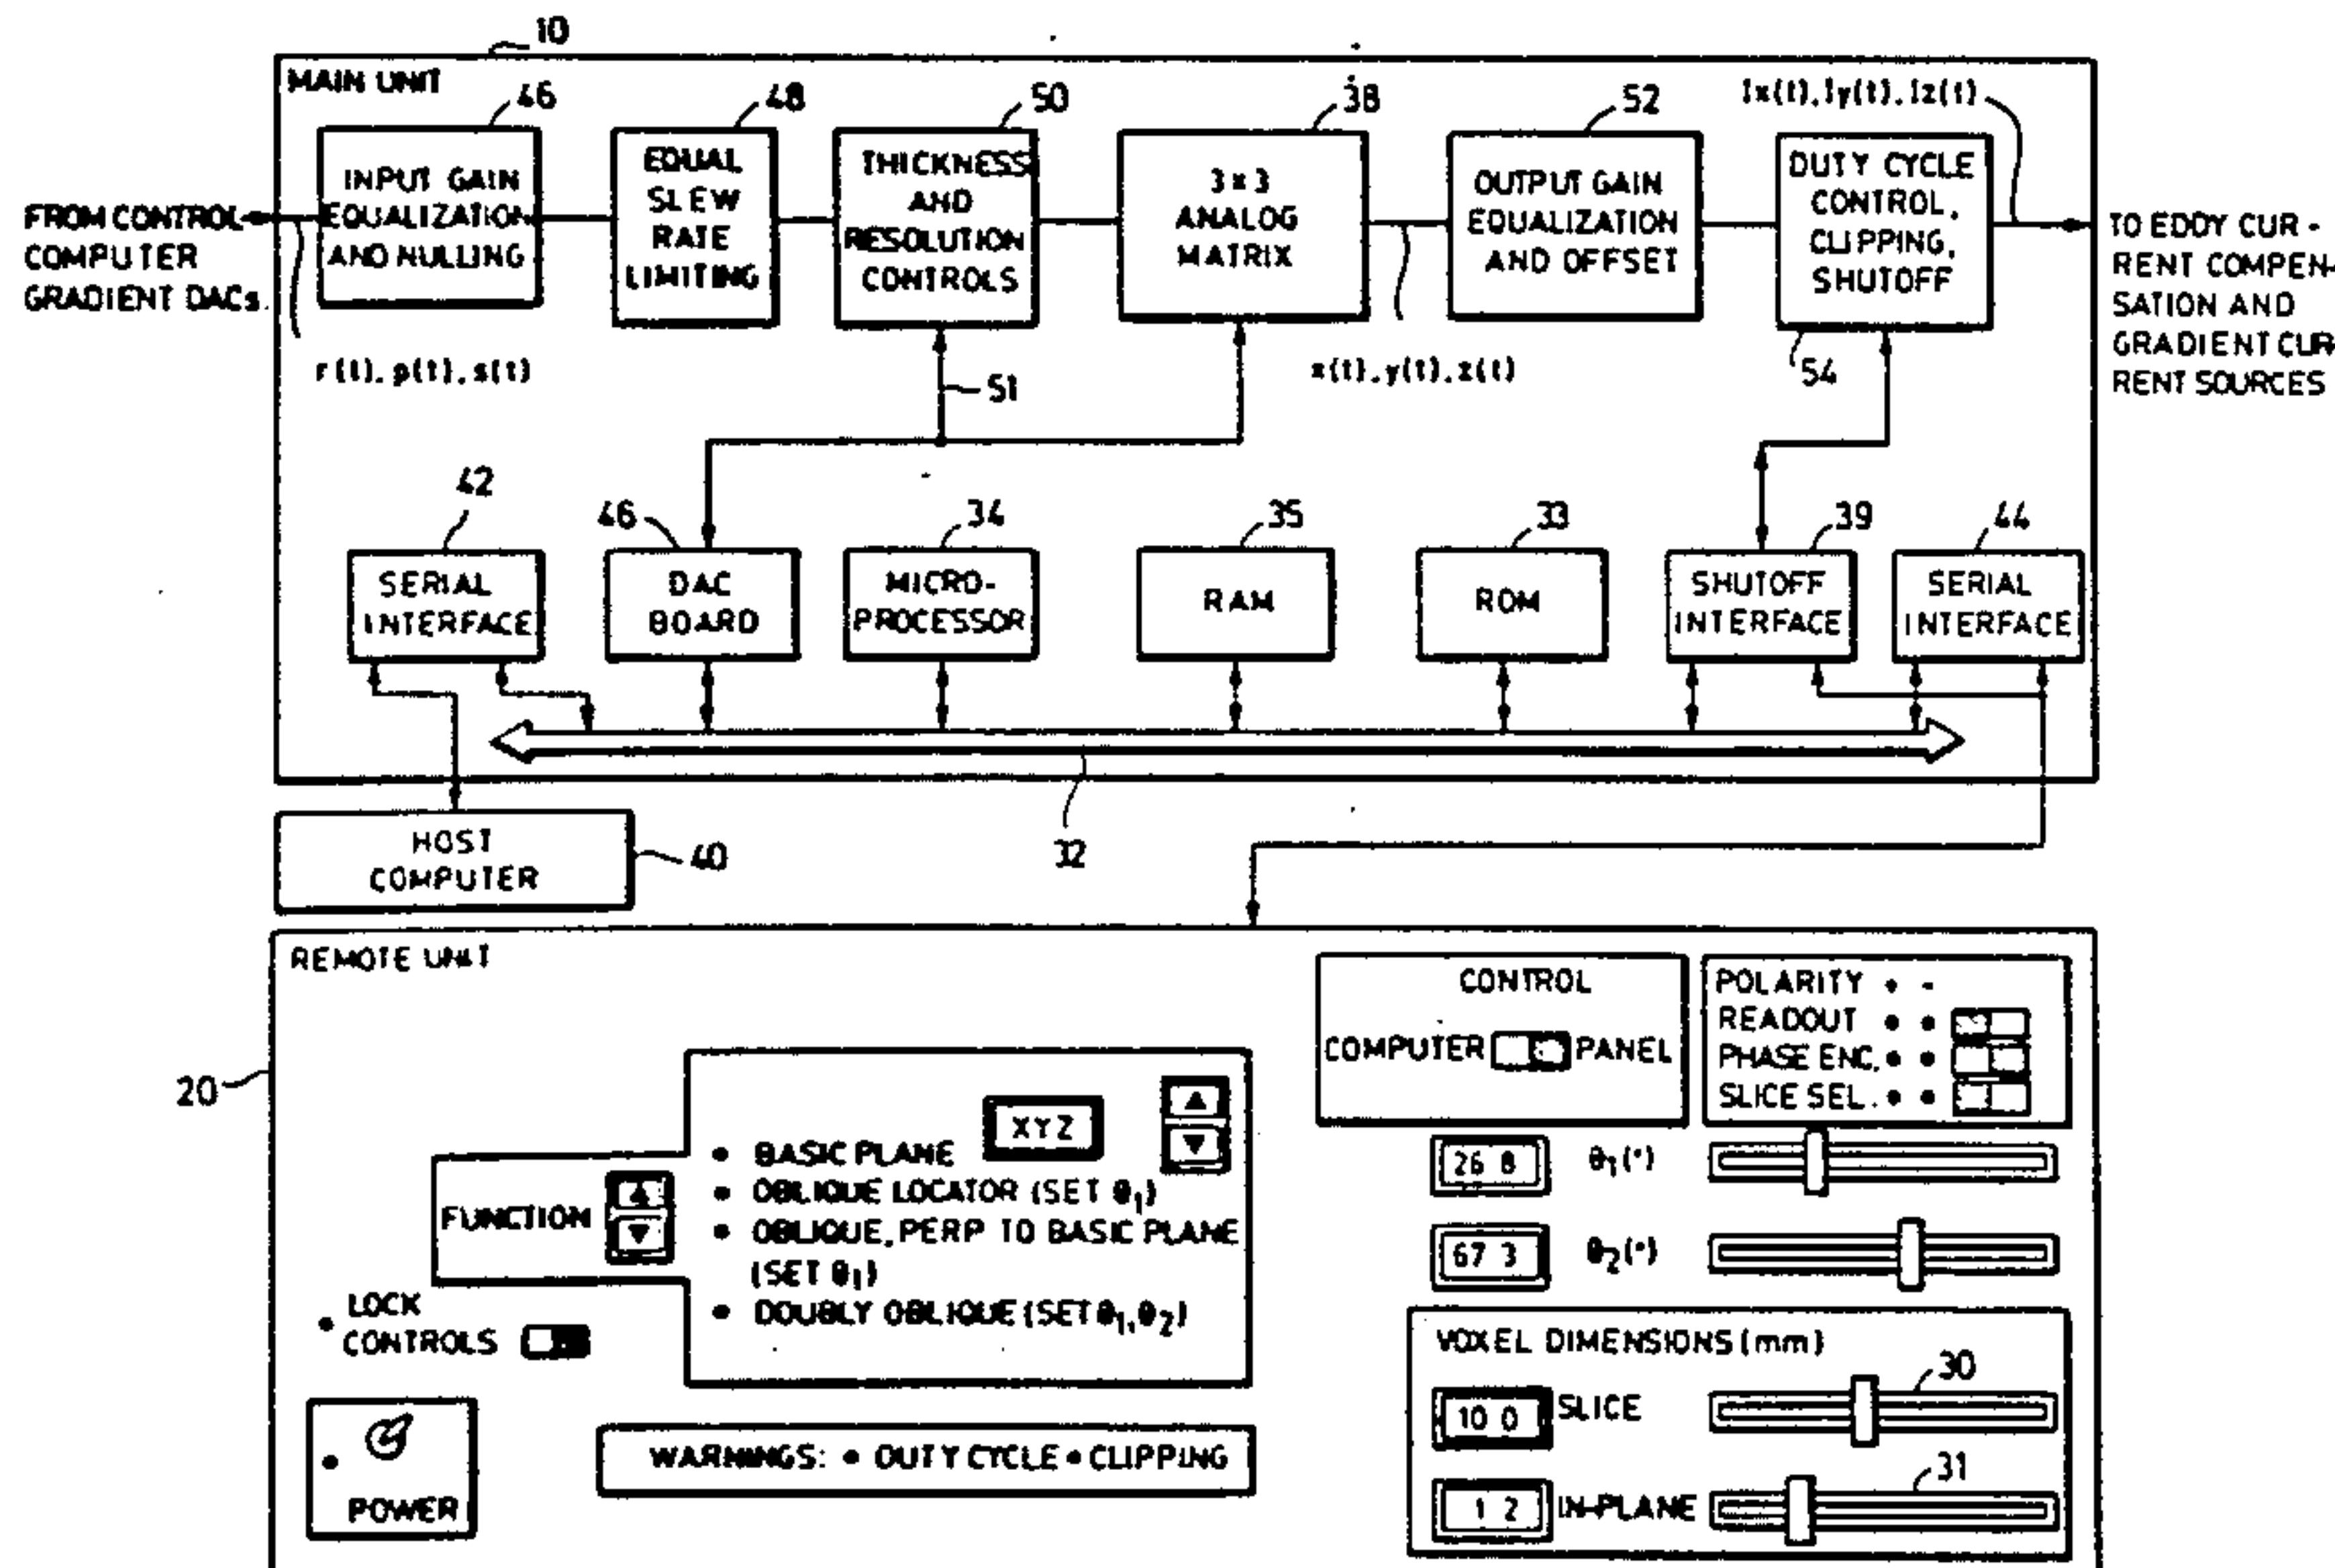 10
MAIN UNIT
46
48
50
38
52
Ix(t), Iy(t), Iz(t)
FROM CONTROL
COMPUTER
GRADIENT DACs.
INPUT GAIN
EQUALIZATION
AND NULLING
EQUAL
SLEW
RATE
LIMITING
THICKNESS
AND
RESOLUTION
CONTROLS
3x3
ANALOG
MATRIX
OUTPUT GAIN
EQUALIZATION
AND OFFSET
DUTY CYCLE
CONTROL,
CLIPPING,
SHUTOFF
TO EDDY CUR-
RENT COMPEN-
SATION AND
GRADIENT CUR-
RENT SOURCES
r(t), p(t), s(t)
51
x(t), y(t), z(t)
54
42
46
34
35
33
39
44
SERIAL
INTERFACE
DAC
BOARD
MICRO-
PROCESSOR
RAM
ROM
SHUTOFF
INTERFACE
SERIAL
INTERFACE
32
HOST
COMPUTER
40
REMOTE UNIT
20
CONTROL
COMPUTER PANEL
POLARITY + -
READOUT • •
PHASE ENC. • •
SLICE SEL. • •
FUNCTION ▲
▼
XYZ
▲
▼
• BASIC PLANE
• OBLIQUE LOCATOR (SET θ1)
• OBLIQUE, PERP TO BASIC PLANE
(SET θ1)
• DOUBLY OBLIQUE (SET θ1,θ2)
26 8 θ1(°)
67 3 θ2(°)
• LOCK
CONTROLS
VOXEL DIMENSIONS (mm)
10 0 SLICE
30
1 2 IN-PLANE
31
• POWER
WARNINGS: • DUTY CYCLE • CLIPPING